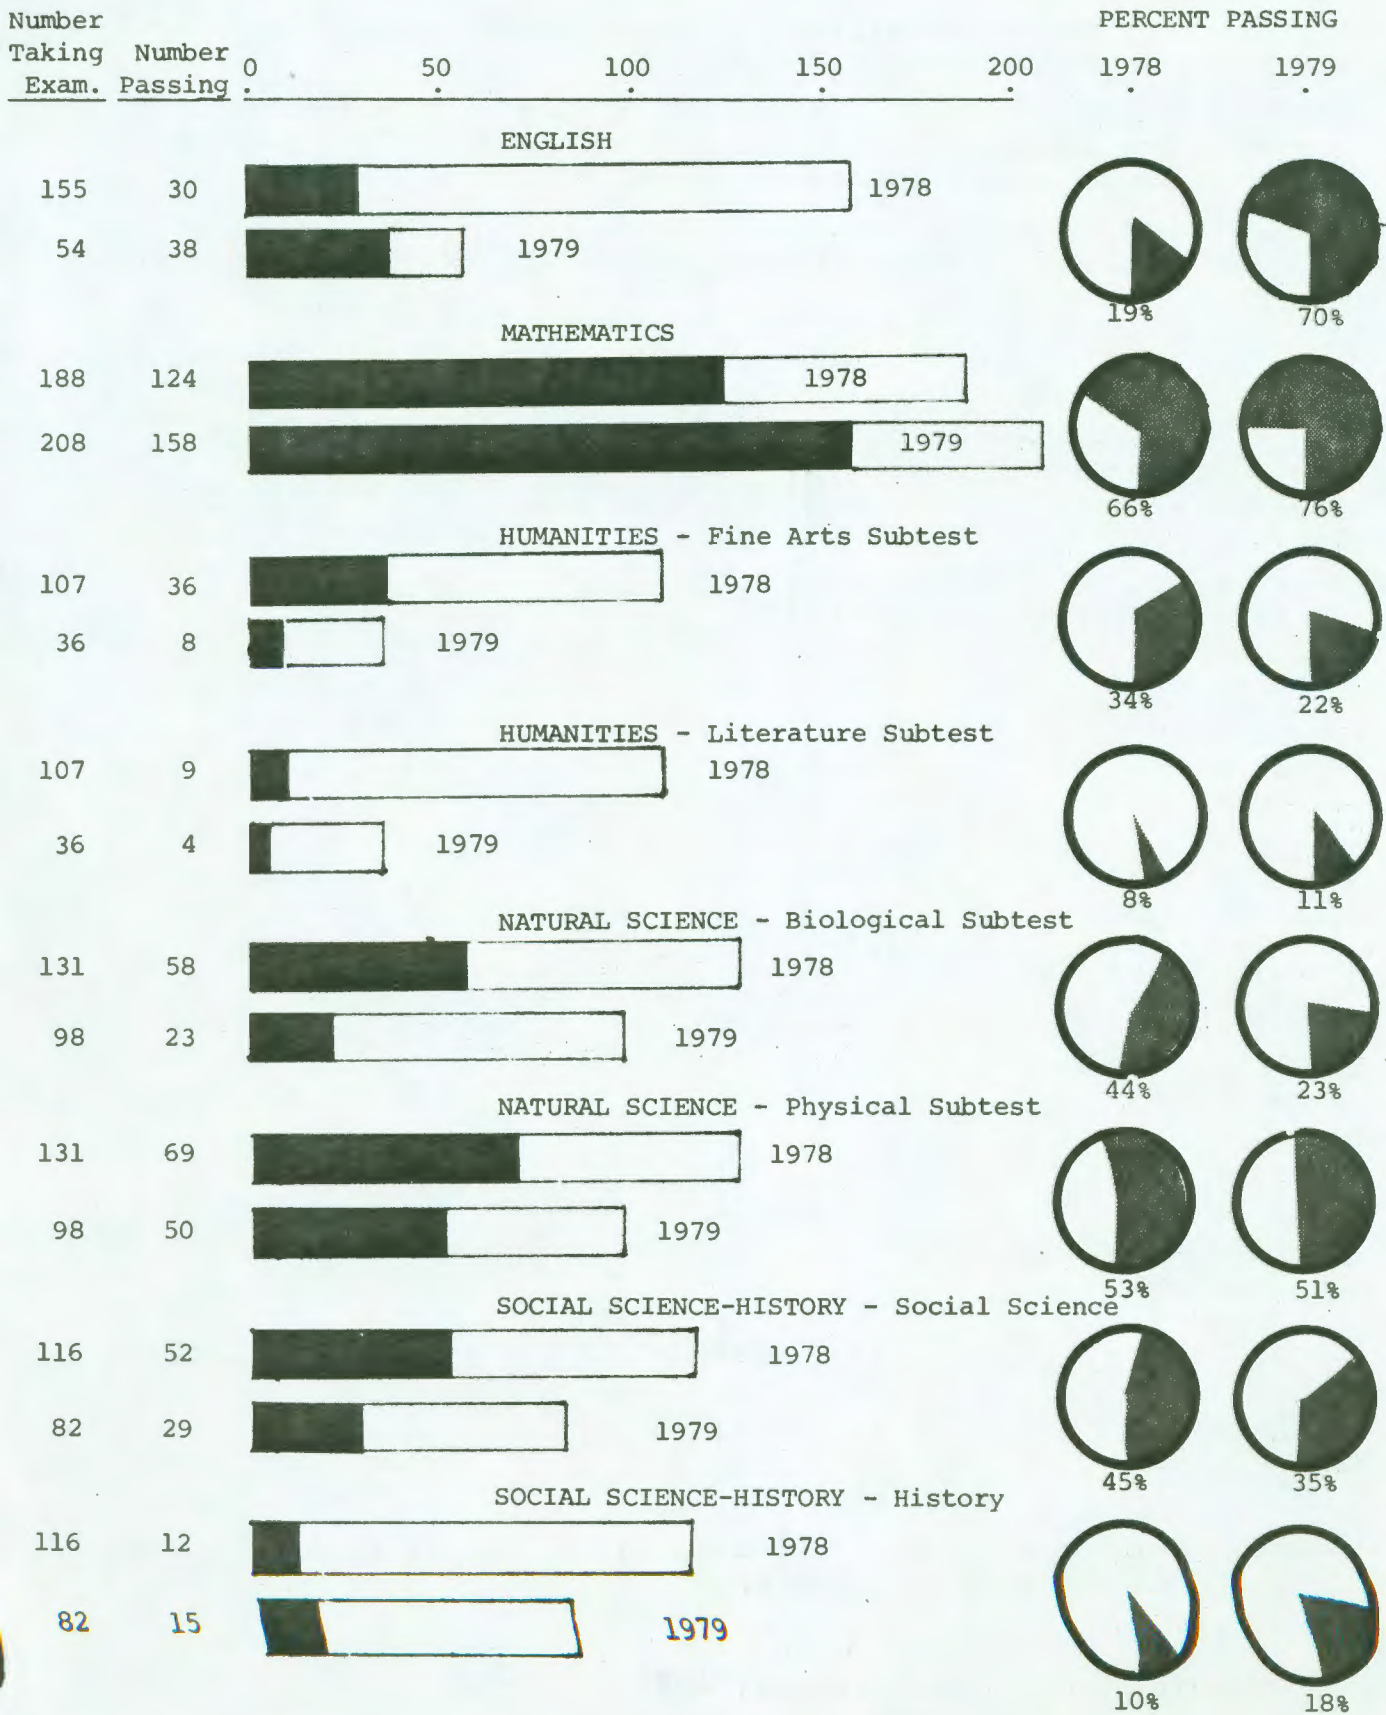 Number
Taking Number
Exam. Passing
0 50 100 150 200
PERCENT PASSING
1978 1979
ENGLISH
155 30 1978
54 38 1979
19% 70%
MATHEMATICS
188 124 1978
208 158 1979
66% 76%
HUMANITIES - Fine Arts Subtest
107 36 1978
36 8 1979
34% 22%
HUMANITIES - Literature Subtest
107 9 1978
36 4 1979
8% 11%
NATURAL SCIENCE - Biological Subtest
131 58 1978
98 23 1979
44% 23%
NATURAL SCIENCE - Physical Subtest
131 69 1978
98 50 1979
53% 51%
SOCIAL SCIENCE-HISTORY - Social Science
116 52 1978
82 29 1979
45% 35%
SOCIAL SCIENCE-HISTORY - History
116 12 1978
82 15 1979
10% 18%